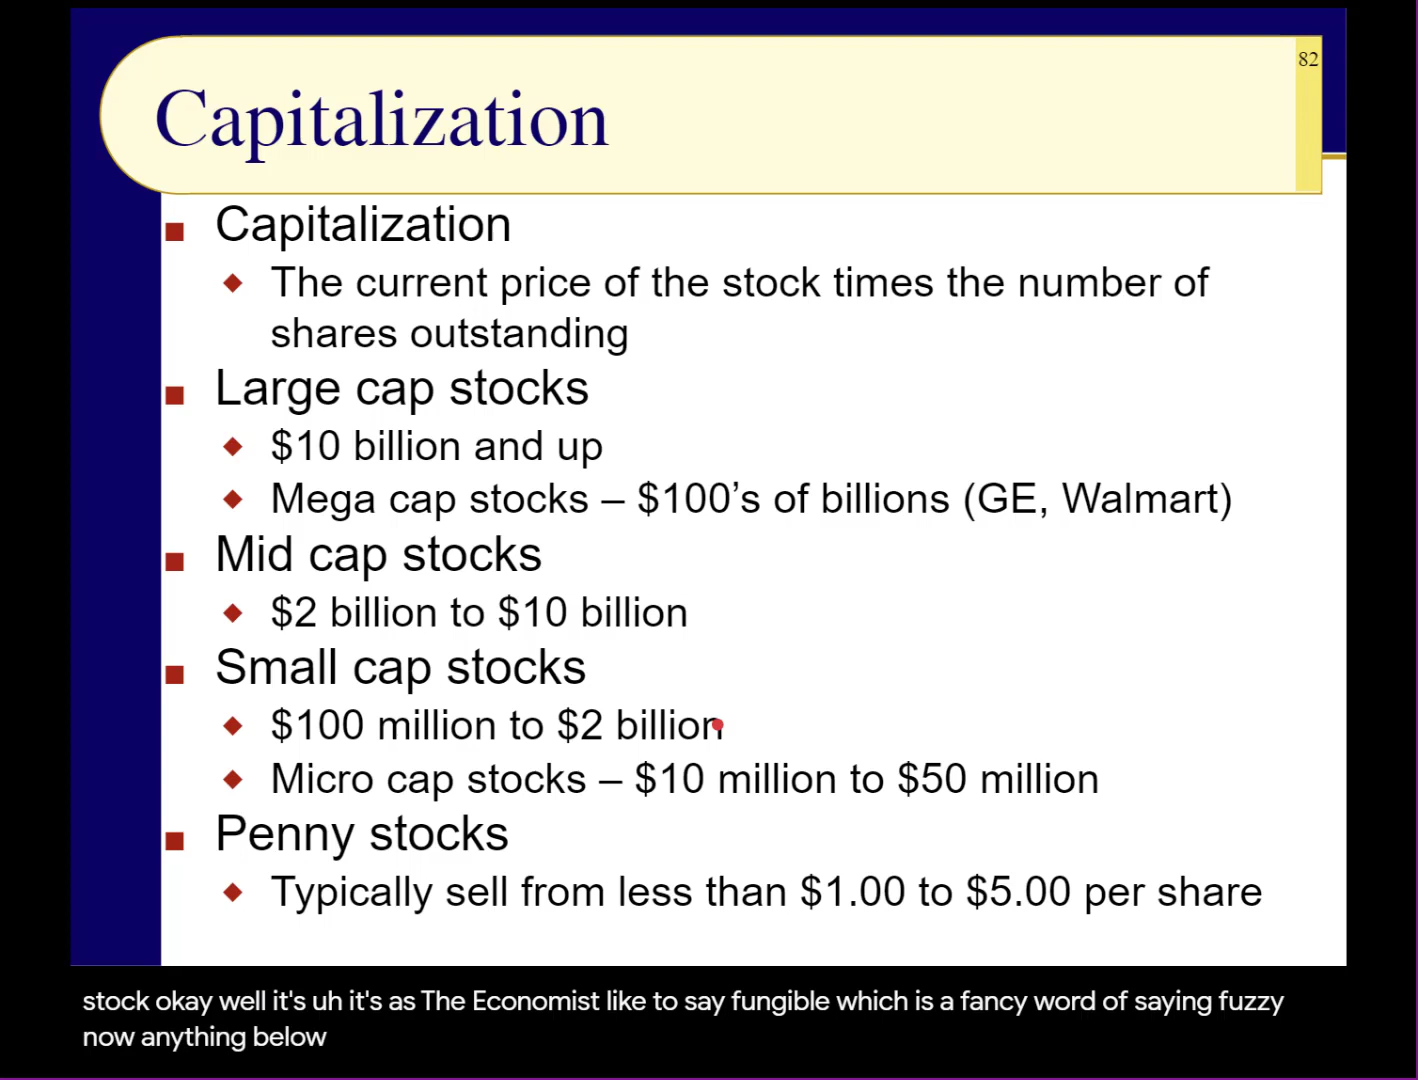 82
Capitalization
Capitalization
The current price of the stock times the number of
shares outstanding
Large cap stocks
$10 billion and up
Mega cap stocks – $100’s of billions (GE, Walmart)
Mid cap stocks
$2 billion to $10 billion
Small cap stocks
$100 million to $2 billion
Micro cap stocks – $10 million to $50 million
Penny stocks
Typically sell from less than $1.00 to $5.00 per share
stock okay well it's uh it's as The Economist like to say fungible which is a fancy word of saying fuzzy
now anything below